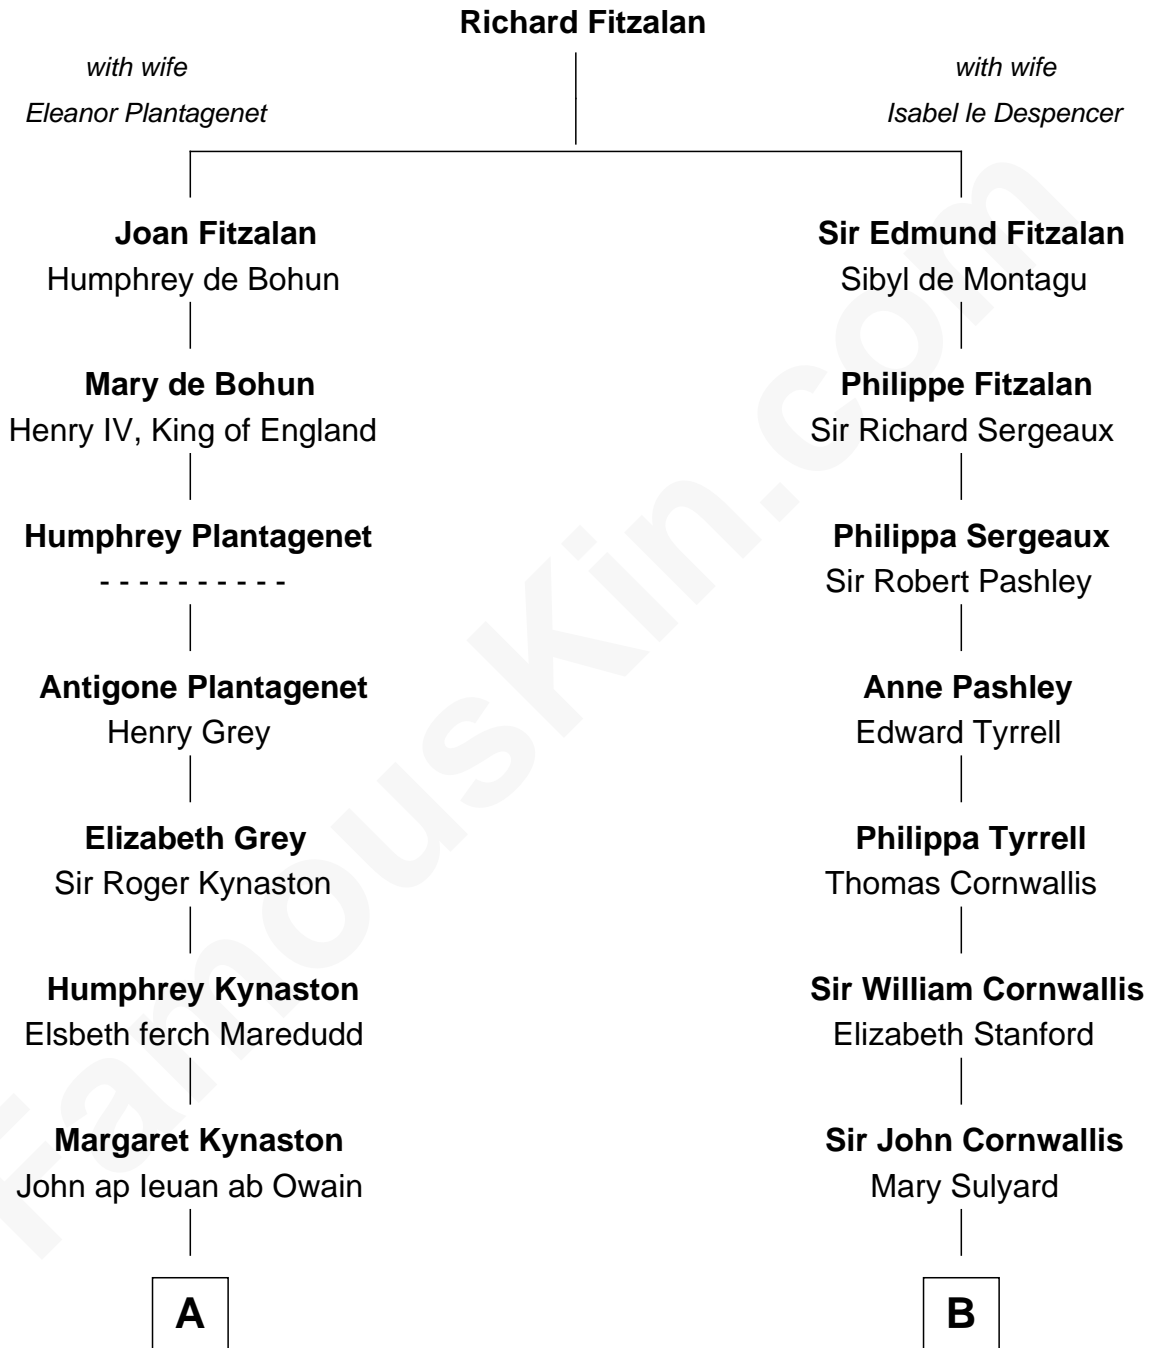 Richard Fitzalan
with wife
Eleanor Plantagenet
with wife
Isabel le Despencer
Joan Fitzalan
Humphrey de Bohun
Sir Edmund Fitzalan
Sibyl de Montagu
Mary de Bohun
Henry IV, King of England
Philippe Fitzalan
Sir Richard Sergeaux
Humphrey Plantagenet
- - - - - - - - - -
Philippa Sergeaux
Sir Robert Pashley
Antigone Plantagenet
Henry Grey
Anne Pashley
Edward Tyrrell
Elizabeth Grey
Sir Roger Kynaston
Philippa Tyrrell
Thomas Cornwallis
Humphrey Kynaston
Elsbeth ferch Maredudd
Sir William Cornwallis
Elizabeth Stanford
Margaret Kynaston
John ap Ieuan ab Owain
Sir John Cornwallis
Mary Sulyard
A
B
FamousKin.com